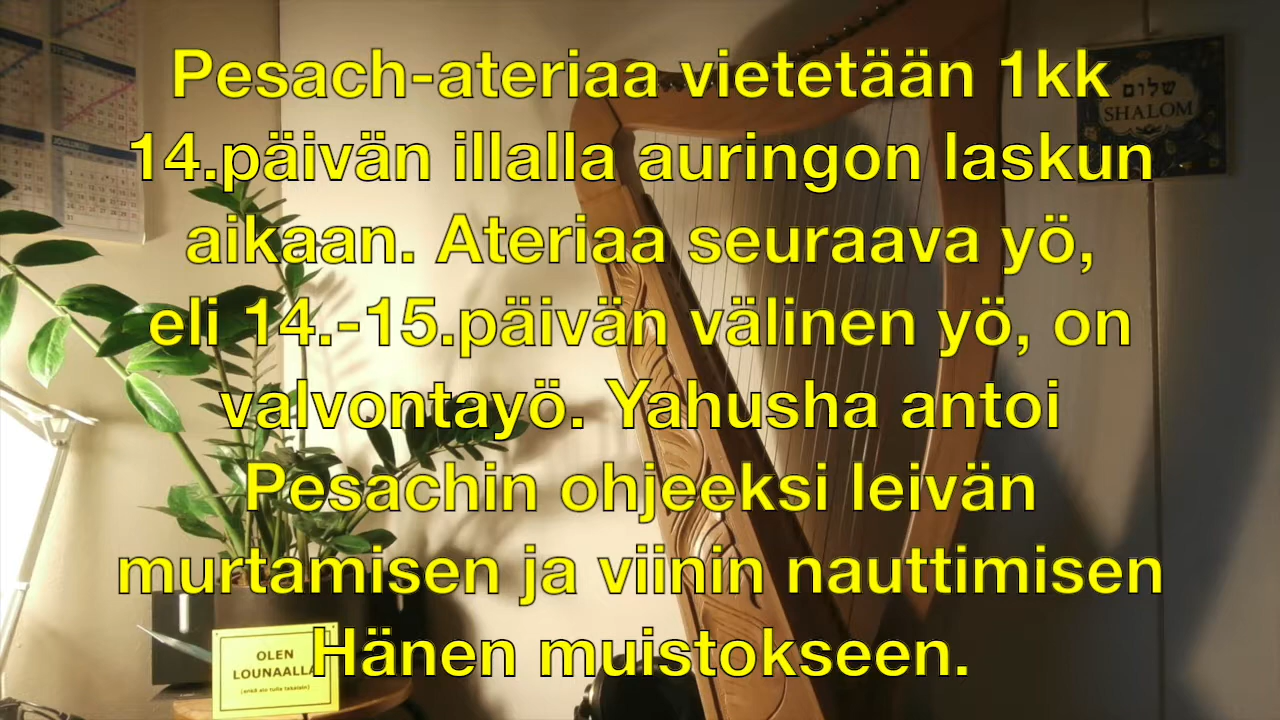 Pesach-ateriaa vietetään 1kk
14.päivän illalla auringon laskun
aikaan. Ateriaa seuraava yö,
eli 14.-15.päivän välinen yö, on
valvontayö. Yahusha antoi
Pesachin ohjeeksi leivän
murtamisen ja viinin nauttimisen
Hänen muistokseen.
שלום
SHALOM
OLEN
LOUNAALLA